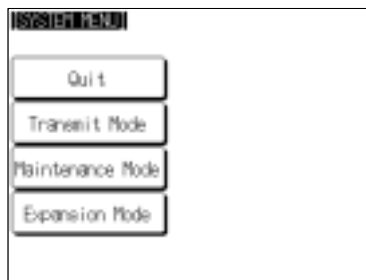 [SYSTEM MENU]
Quit
Transmit Mode
Maintenance Mode
Expansion Mode